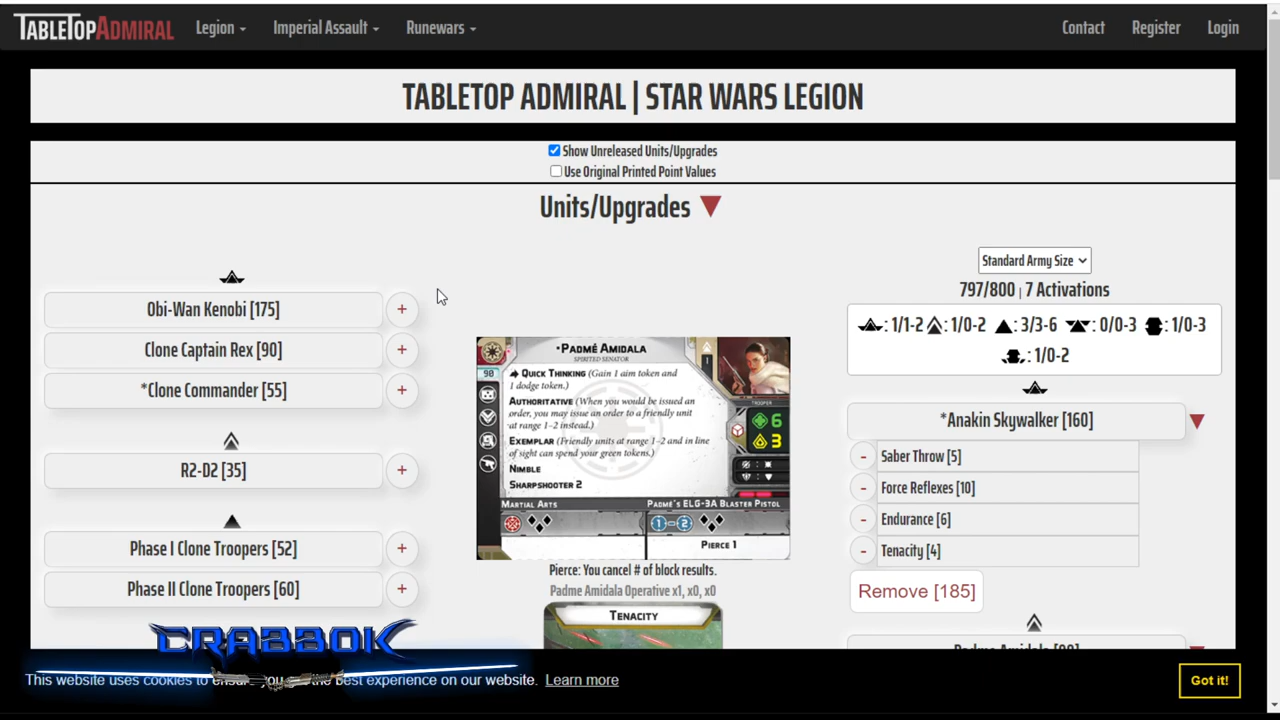 TABLETOPADMIRAL
Legion
Imperial Assault
Runewars
Contact
Register
Login
TABLETOP ADMIRAL | STAR WARS LEGION
Show Unreleased Units/Upgrades
Use Original Printed Point Values
Units/Upgrades
Obi-Wan Kenobi [175]
+
Clone Captain Rex [90]
+
*Clone Commander [55]
+
R2-D2 [35]
+
Phase I Clone Troopers [52]
+
Phase II Clone Troopers [60]
+
•PADMÉ AMIDALA
SPIRITED SENATOR
90
1
QUICK THINKING (Gain 1 aim token and
1 dodge token.)
AUTHORITATIVE (When you would be issued an
order, you may issue an order to a friendly unit
at range 1–2 instead.)
EXEMPLAR (Friendly units at range 1–2 and in line
of sight can spend your green tokens.)
NIMBLE
SHARPSHOOTER 2
TROOPER
6
3
MARTIAL ARTS
PADMÉ'S ELG-3A BLASTER PISTOL
1-2
PIERCE 1
Pierce: You cancel # of block results.
Padme Amidala Operative x1, x0, x0
TENACITY
Standard Army Size
797/800 | 7 Activations
: 1/1-2 : 1/0-2 : 3/3-6 : 0/0-3 : 1/0-3
: 1/0-2
*Anakin Skywalker [160]
- Saber Throw [5]
- Force Reflexes [10]
- Endurance [6]
- Tenacity [4]
Remove [185]
Padme Amidala [90]
CRABBOK
This website uses cookies to ensure you get the best experience on our website. Learn more
Got it!